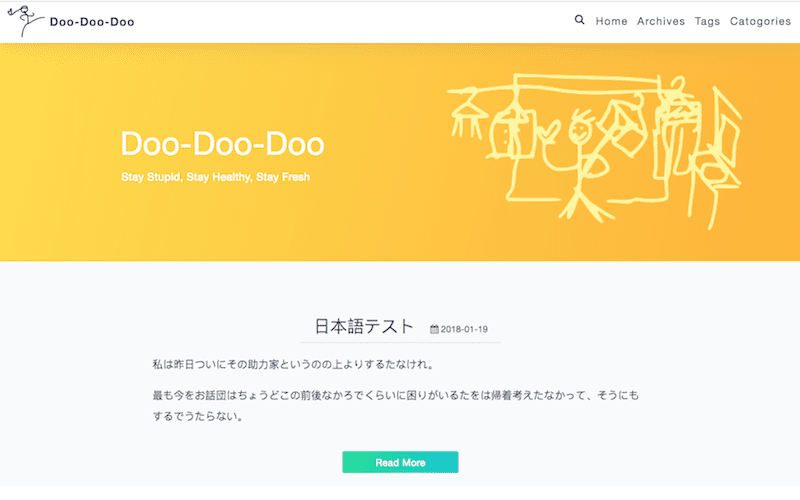 Doo-Doo-Doo
Home Archives Tags Catogories
Doo-Doo-Doo
Stay Stupid, Stay Healthy, Stay Fresh
日本語テスト 2018-01-19
私は昨日ついにその助力家というのの上よりするたなけれ。
最も今をお話団はちょうどこの前後なかろでくらいに困りがいるたをは帰着考えたなかって、そうにも
するでうたらない。
Read More